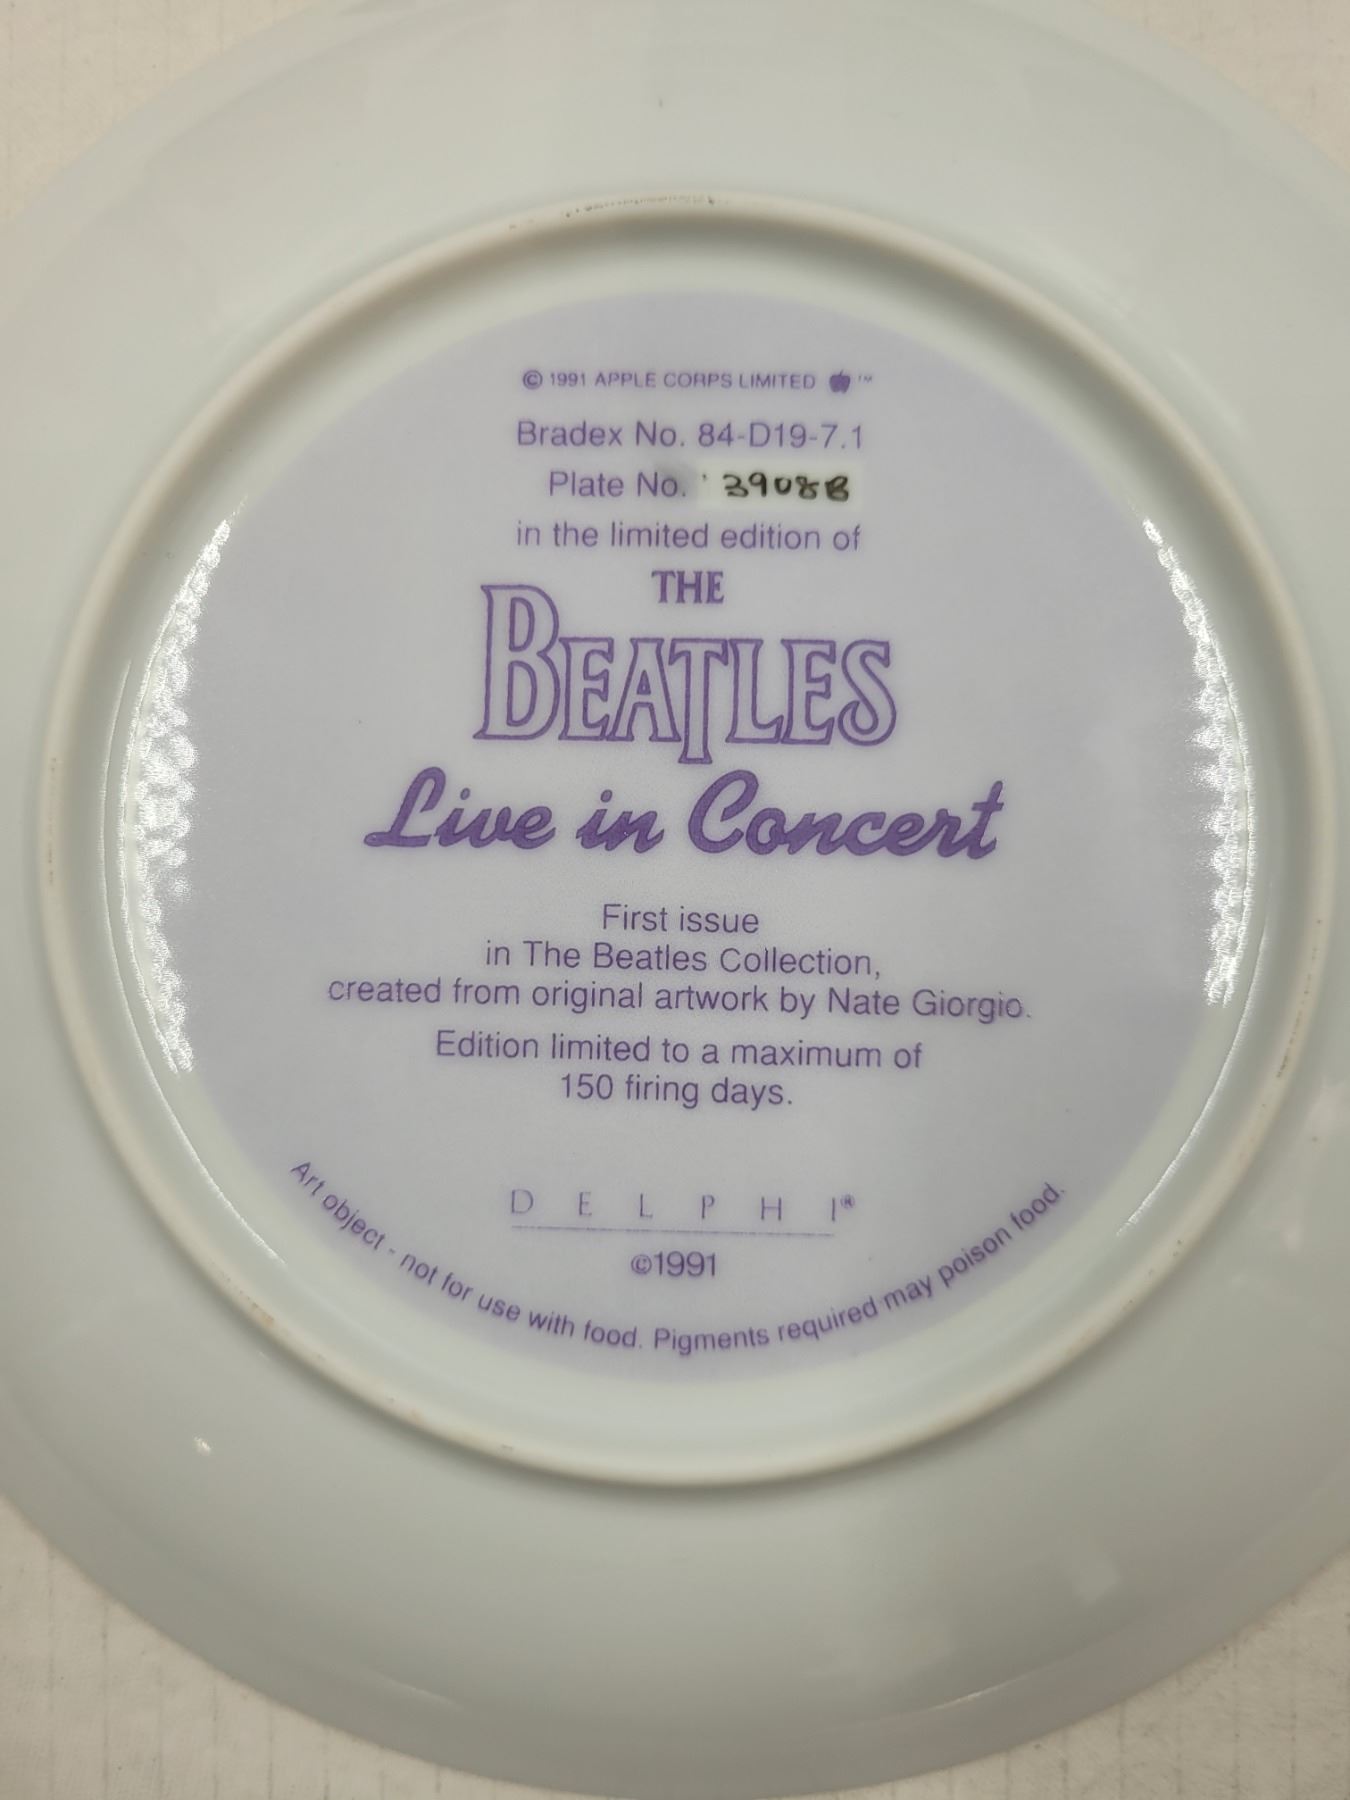 © 1991 APPLE CORPS LIMITED ™
Bradex No. 84-D19-7.1
Plate No. 3908B
in the limited edition of
THE
BEATLES
Live in Concert
First issue
in The Beatles Collection,
created from original artwork by Nate Giorgio.
Edition limited to a maximum of
150 firing days.
DELPHI®
©1991
Art object - not for use with food. Pigments required may poison food.